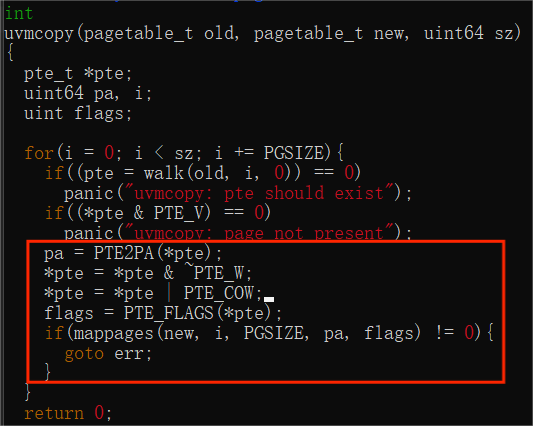 int
uvmcopy(pagetable_t old, pagetable_t new, uint64 sz)
{
  pte_t *pte;
  uint64 pa, i;
  uint flags;

  for(i = 0; i < sz; i += PGSIZE){
    if((pte = walk(old, i, 0)) == 0)
      panic("uvmcopy: pte should exist");
    if((*pte & PTE_V) == 0)
      panic("uvmcopy: page not present");
    pa = PTE2PA(*pte);
    *pte = *pte & ~PTE_W;
    *pte = *pte | PTE_COW;
    flags = PTE_FLAGS(*pte);
    if(mappages(new, i, PGSIZE, pa, flags) != 0){
      goto err;
    }
  }
  return 0;